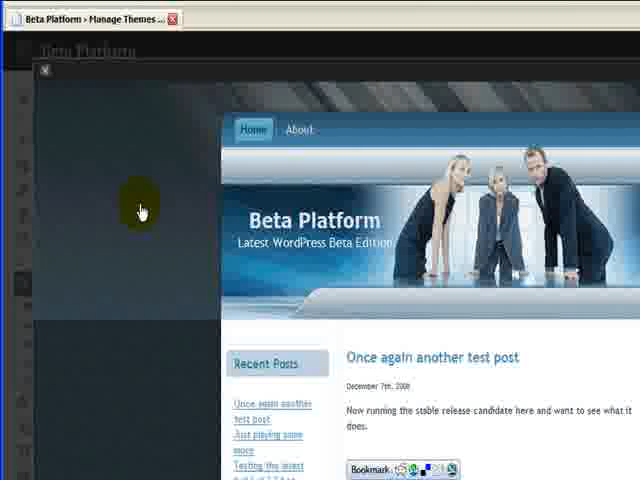 Beta Platform › Manage Themes ...
Beta Platform
Home
About
Beta Platform
Latest WordPress Beta Edition
Recent Posts
Once again another
test post
Just playing some
more
Testing the latest
Once again another test post
December 7th, 2008
Now running the stable release candidate here and want to see what it
does.
Bookmark